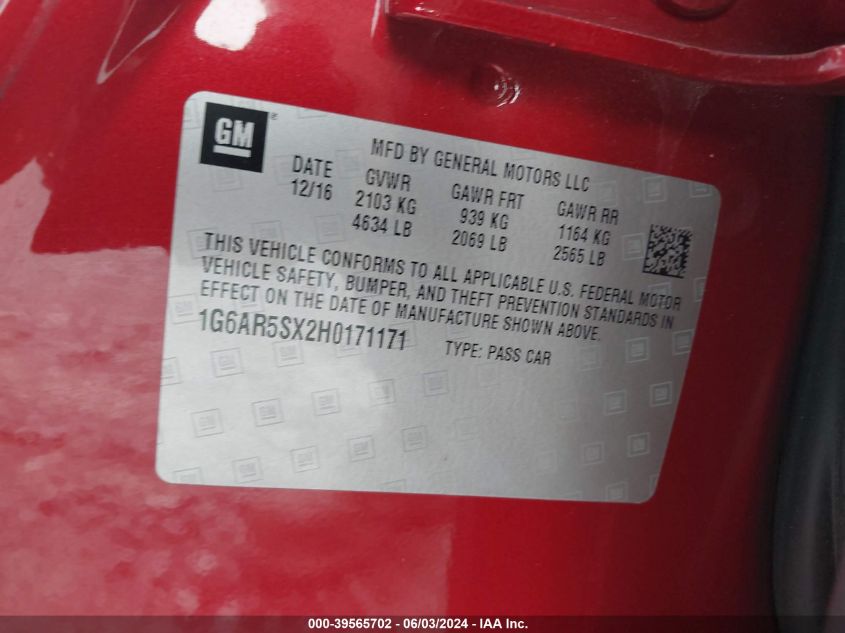 GM ®
MFD BY GENERAL MOTORS LLC
DATE GVWR GAWR FRT GAWR RR
12/16 2103 KG 939 KG 1164 KG
4634 LB 2069 LB 2565 LB
THIS VEHICLE CONFORMS TO ALL APPLICABLE U.S. FEDERAL MOTOR
VEHICLE SAFETY, BUMPER, AND THEFT PREVENTION STANDARDS IN
EFFECT ON THE DATE OF MANUFACTURE SHOWN ABOVE.
1G6AR5SX2H0171171 TYPE: PASS CAR
000-39565702 - 06/03/2024 - IAA Inc.